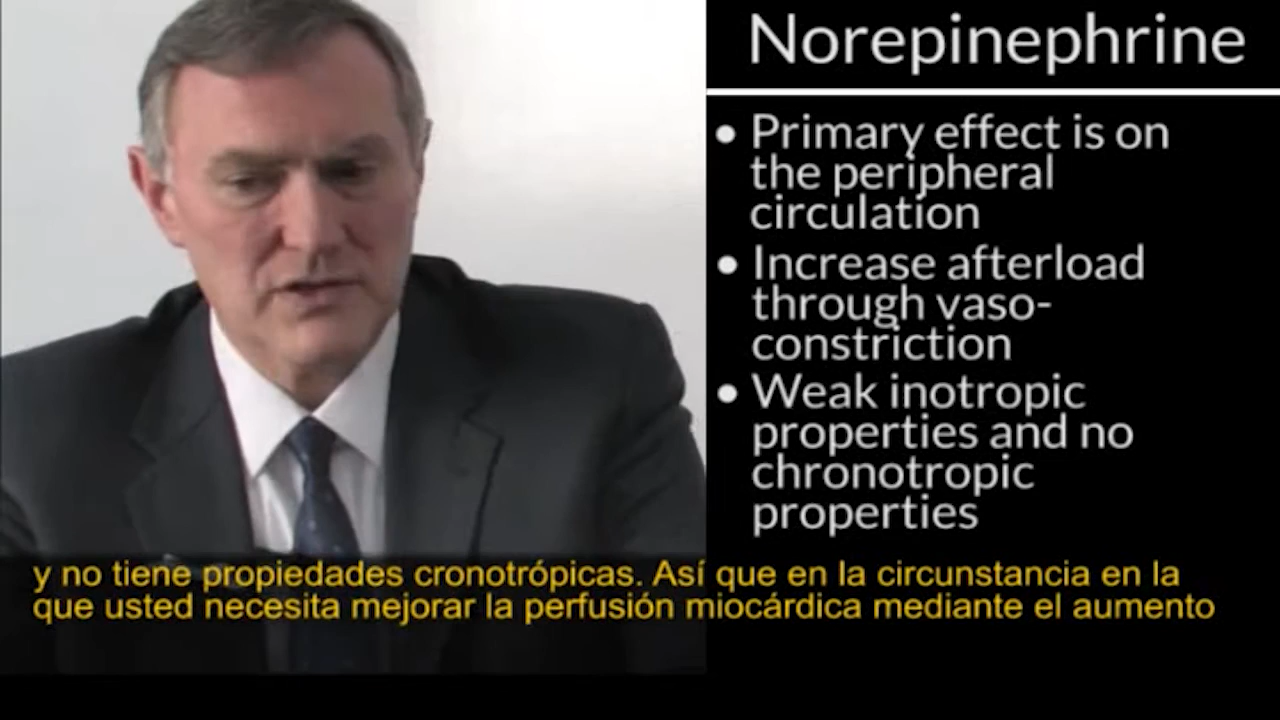 Norepinephrine
• Primary effect is on
the peripheral
circulation
• Increase afterload
through vaso-
constriction
• Weak inotropic
properties and no
chronotropic
properties
y no tiene propiedades cronotrópicas. Así que en la circunstancia en la
que usted necesita mejorar la perfusión miocárdica mediante el aumento